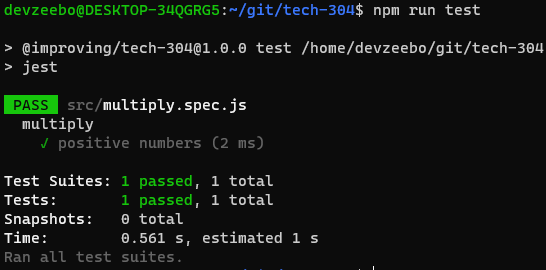 devzeebo@DESKTOP-34QGRG5:~/git/tech-304$ npm run test
> @improving/tech-304@1.0.0 test /home/devzeebo/git/tech-304
> jest
PASS src/multiply.spec.js
multiply
✓ positive numbers (2 ms)
Test Suites: 1 passed, 1 total
Tests: 1 passed, 1 total
Snapshots: 0 total
Time: 0.561 s, estimated 1 s
Ran all test suites.